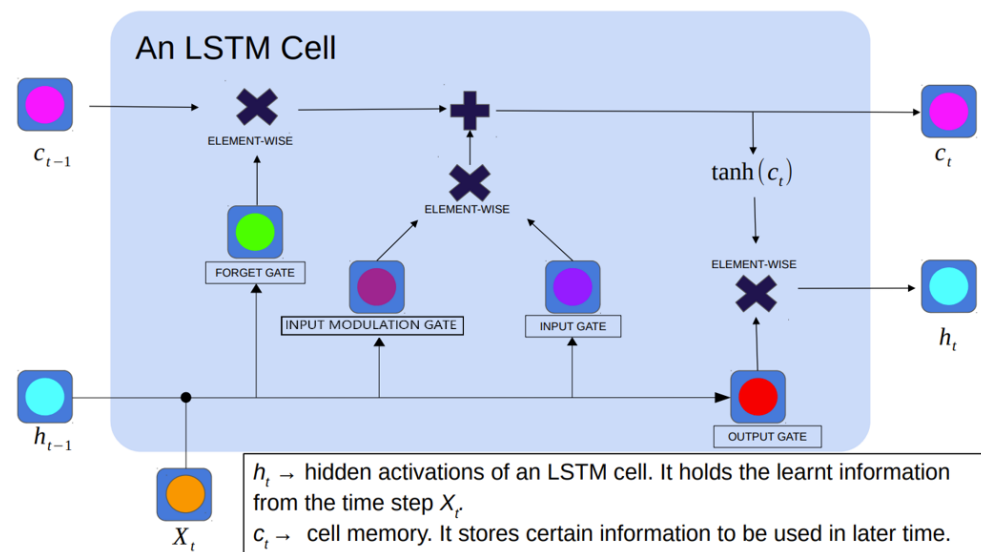 An LSTM Cell
c_{t−1}
ELEMENT-WISE
c_t
tanh(c_t)
ELEMENT-WISE
FORGET GATE
ELEMENT-WISE
INPUT MODULATION GATE
INPUT GATE
h_t
h_{t−1}
OUTPUT GATE
X_t
h_t → hidden activations of an LSTM cell. It holds the learnt information
from the time step X_t.
c_t → cell memory. It stores certain information to be used in later time.